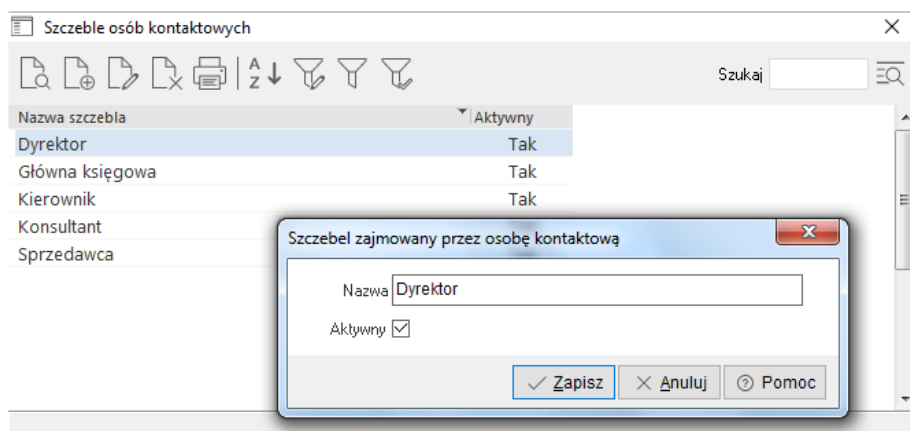 Szczeble osób kontaktowych
A
Z
Szukaj
Nazwa szczebla Aktywny
Dyrektor Tak
Główna księgowa Tak
Kierownik Tak
Konsultant
Sprzedawca
Szczebel zajmowany przez osobę kontaktową
Nazwa Dyrektor
Aktywny
Zapisz Anuluj Pomoc